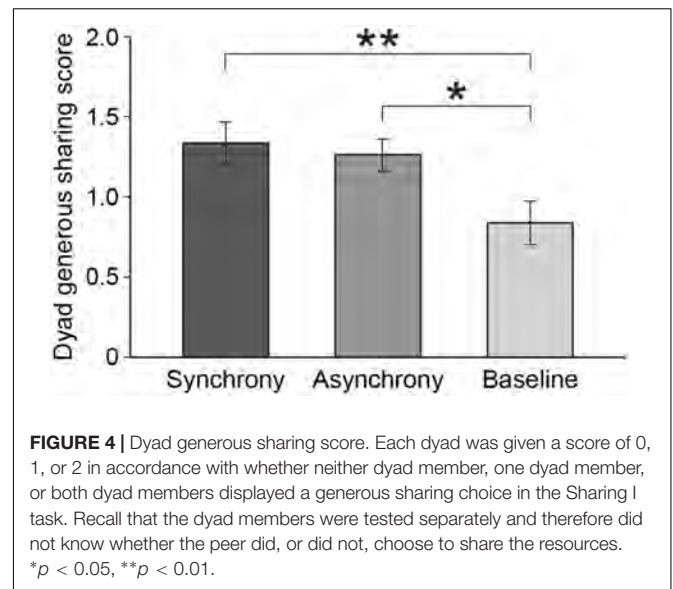 2.0
**
*
1.5
1.0
0.5
0
Dyad generous sharing score
Synchrony Asynchrony Baseline
FIGURE 4 | Dyad generous sharing score. Each dyad was given a score of 0,
1, or 2 in accordance with whether neither dyad member, one dyad member,
or both dyad members displayed a generous sharing choice in the Sharing I
task. Recall that the dyad members were tested separately and therefore did
not know whether the peer did, or did not, choose to share the resources.
*p < 0.05, **p < 0.01.